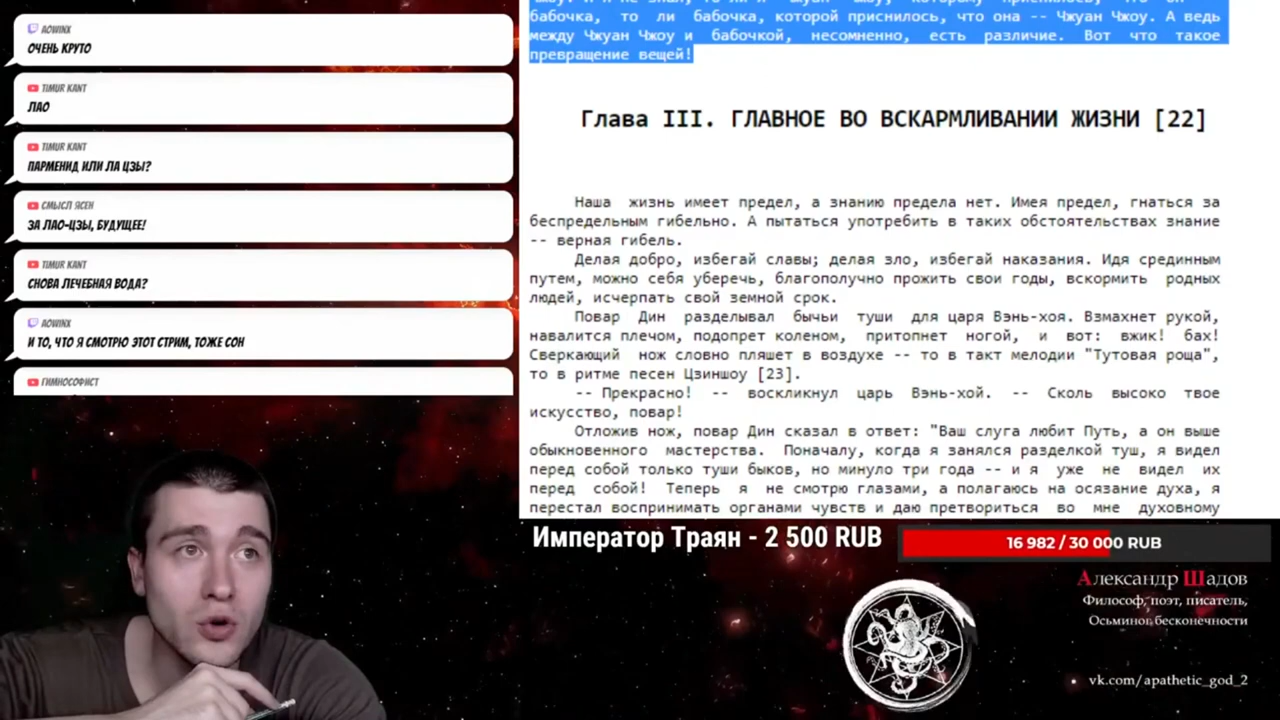 AOWINX
ОЧЕНЬ КРУТО
TIMUR KANT
ЛАО
TIMUR KANT
ПАРМЕНИД ИЛИ ЛА ЦЗЫ?
СМЫСЛ ЯСЕН
ЗА ЛАО-ЦЗЫ, БУДУЩЕЕ!
TIMUR KANT
СНОВА ЛЕЧЕБНАЯ ВОДА?
AOWINX
И ТО, ЧТО Я СМОТРЮ ЭТОТ СТРИМ, ТОЖЕ СОН
ГИМНОСОФИСТ
бабочка, то ли бабочка, которой приснилось, что она -- Чжуан Чжоу. А ведь
между Чжуан Чжоу и бабочкой, несомненно, есть различие. Вот что такое
превращение вещей!
Глава III. ГЛАВНОЕ ВО ВСКАРМЛИВАНИИ ЖИЗНИ [22]
Наша жизнь имеет предел, а знанию предела нет. Имея предел, гнаться за
беспредельным гибельно. А пытаться употребить в таких обстоятельствах знание
-- верная гибель.
Делая добро, избегай славы; делая зло, избегай наказания. Идя срединным
путем, можно себя уберечь, благополучно прожить свои годы, вскормить родных
людей, исчерпать свой земной срок.
Повар Дин разделывал бычьи туши для царя Вэнь-хоя. Взмахнет рукой,
навалится плечом, подопрет коленом, притопнет ногой, и вот: вжик! бах!
Сверкающий нож словно пляшет в воздухе -- то в такт мелодии "Тутовая роща",
то в ритме песен Цзиншоу [23].
-- Прекрасно! -- воскликнул царь Вэнь-хой. -- Сколь высоко твое
искусство, повар!
Отложив нож, повар Дин сказал в ответ: "Ваш слуга любит Путь, а он выше
обыкновенного мастерства. Поначалу, когда я занялся разделкой туш, я видел
перед собой только туши быков, но минуло три года -- и я уже не видел их
перед собой! Теперь я не смотрю глазами, а полагаюсь на осязание духа, я
перестал воспринимать органами чувств и даю претвориться во мне духовному
Император Траян - 2 500 RUB
16 982 / 30 000 RUB
Александр Шадов
Философ, поэт, писатель,
Осьминог бесконечности
vk.com/apathetic_god_2